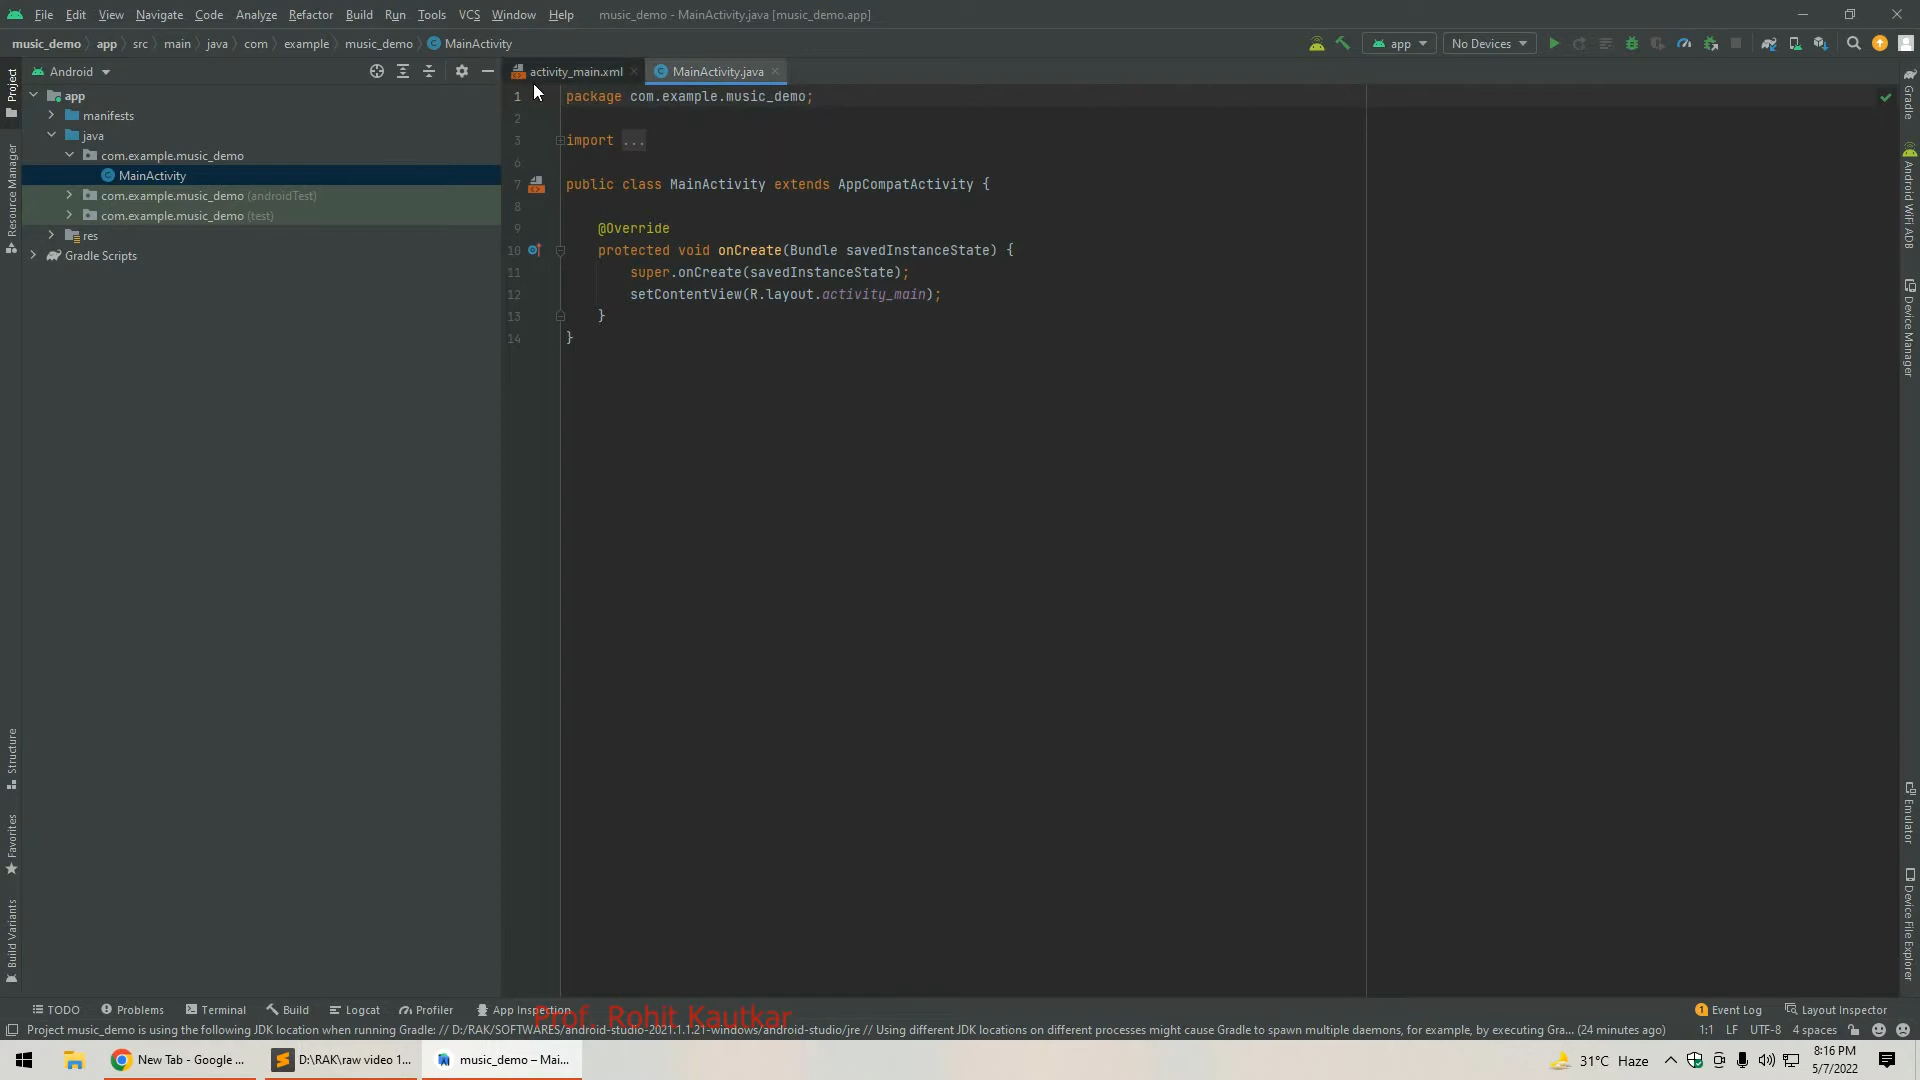 File Edit View Navigate Code Analyze Refactor Build Run Tools VCS Window Help music_demo - MainActivity.java [music_demo.app]
music_demo app src main java com example music_demo MainActivity app No Devices
Android
activity_main.xml MainActivity.java
app
manifests
java
com.example.music_demo
MainActivity
com.example.music_demo (androidTest)
com.example.music_demo (test)
res
Gradle Scripts
1 package com.example.music_demo;
2
3 import ...
6
7 public class MainActivity extends AppCompatActivity {
8
9 @Override
10 protected void onCreate(Bundle savedInstanceState) {
11 super.onCreate(savedInstanceState);
12 setContentView(R.layout.activity_main);
13 }
14 }
Project
Resource Manager
Structure
Favorites
Build Variants
Gradle
Android WiFi ADB
Device Manager
Emulator
Device File Explorer
TODO Problems Terminal Build Logcat Profiler App Inspection Event Log Layout Inspector
Prof. Rohit Kautkar
Project music_demo is using the following JDK location when running Gradle: // D:/RAK/SOFTWARES/android-studio-2021.1.1.21-windows/android-studio/jre // Using different JDK locations on different processes might cause Gradle to spawn multiple daemons, for example, by executing Gra... (24 minutes ago) 1:1 LF UTF-8 4 spaces
New Tab - Google ... D:\RAK\raw video 1... music_demo – Mai... 31°C Haze 8:16 PM
5/7/2022